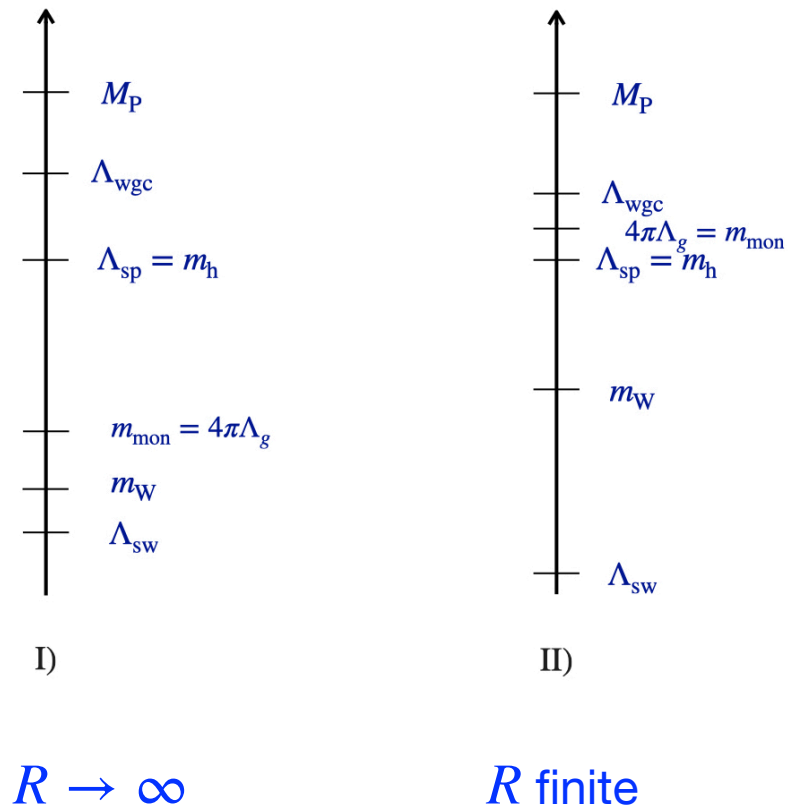 M_P
Λ_wgc
Λ_sp = m_h
m_mon = 4πΛ_g
m_W
Λ_sw
I)
R → ∞
M_P
Λ_wgc
4πΛ_g = m_mon
Λ_sp = m_h
m_W
Λ_sw
II)
R finite